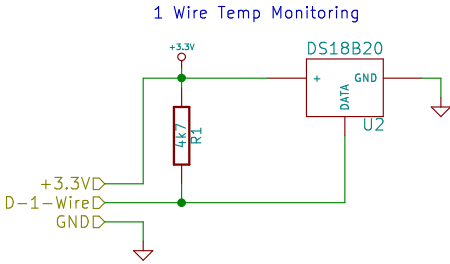 1 Wire Temp Monitoring
+3.3V
DS18B20
+
GND
DATA
U2
4k7
R1
+3.3V
D-1-Wire
GND